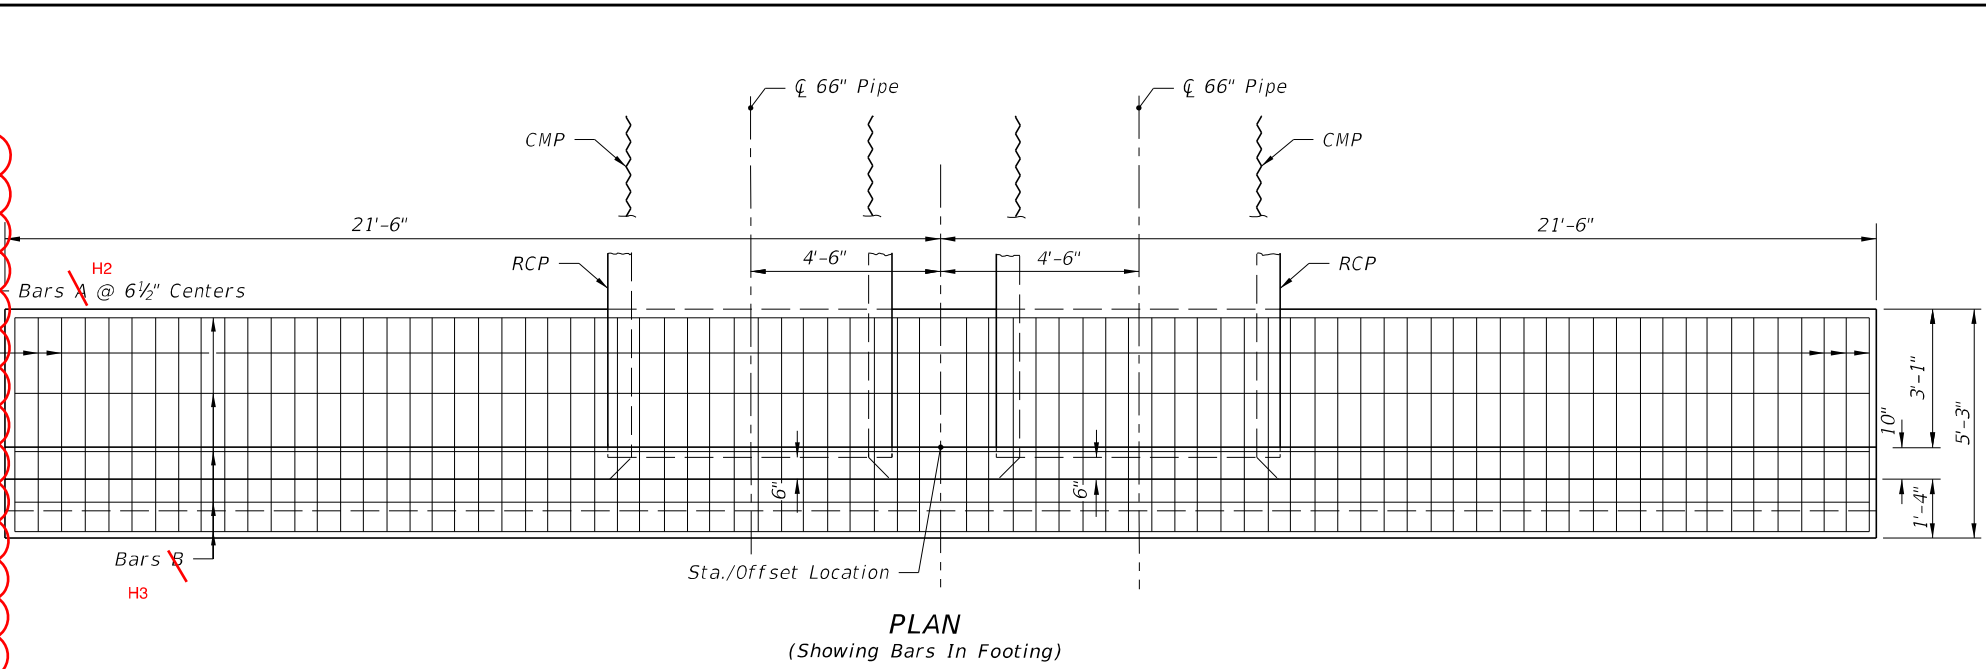 ℄ 66" Pipe
℄ 66" Pipe
CMP
CMP
21'-6"
21'-6"
RCP
4'-6"
4'-6"
RCP
H2
Bars A @ 6½" Centers
3'-1"
10"
5'-3"
6"
6"
1'-4"
Bars B
H3
Sta./Offset Location
PLAN
(Showing Bars In Footing)